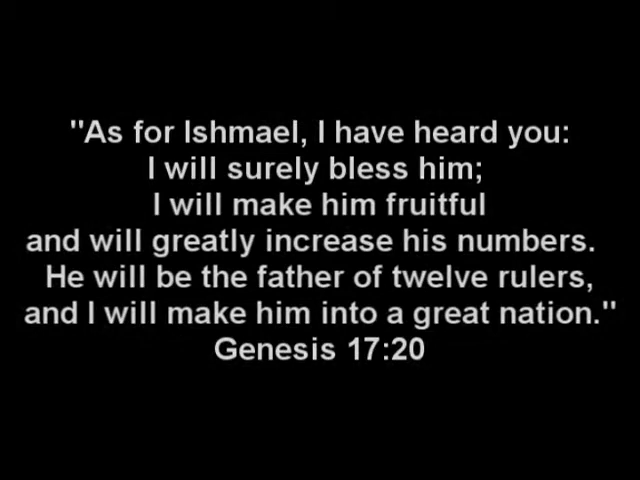 "As for Ishmael, I have heard you:
I will surely bless him;
I will make him fruitful
and will greatly increase his numbers.
He will be the father of twelve rulers,
and I will make him into a great nation."
Genesis 17:20